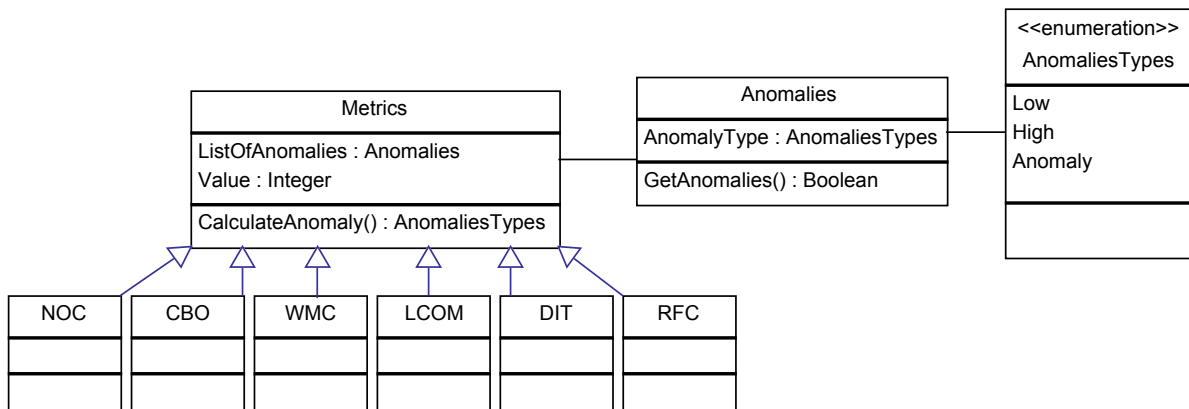 <<enumeration>>
AnomaliesTypes
Low
High
Anomaly
Anomalies
AnomalyType : AnomaliesTypes
GetAnomalies() : Boolean
Metrics
ListOfAnomalies : Anomalies
Value : Integer
CalculateAnomaly() : AnomaliesTypes
NOC
CBO
WMC
LCOM
DIT
RFC